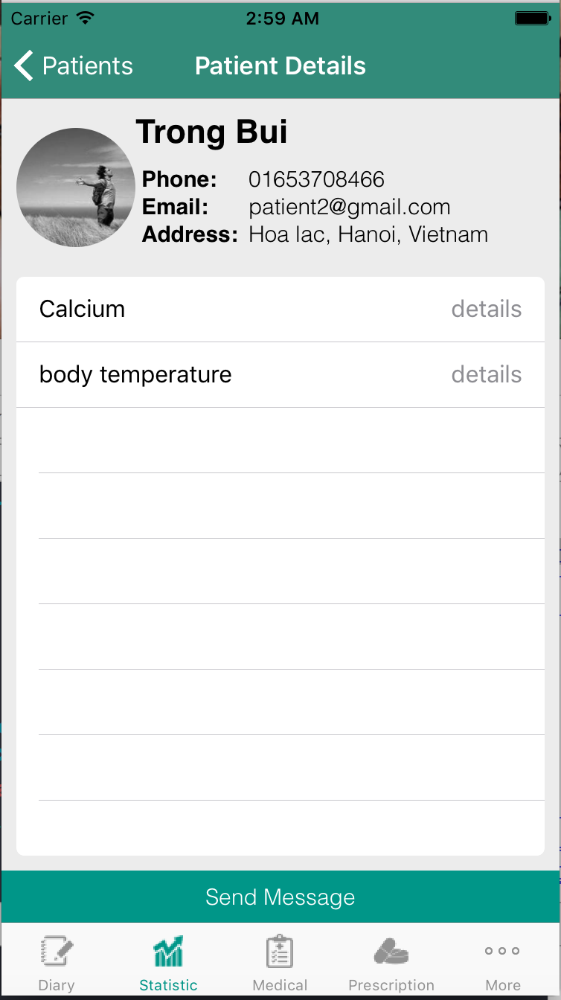 Carrier 2:59 AM
Patients Patient Details
Trong Bui
Phone: 01653708466
Email: patient2@gmail.com
Address: Hoa lac, Hanoi, Vietnam
Calcium details
body temperature details
Send Message
Diary Statistic Medical Prescription More